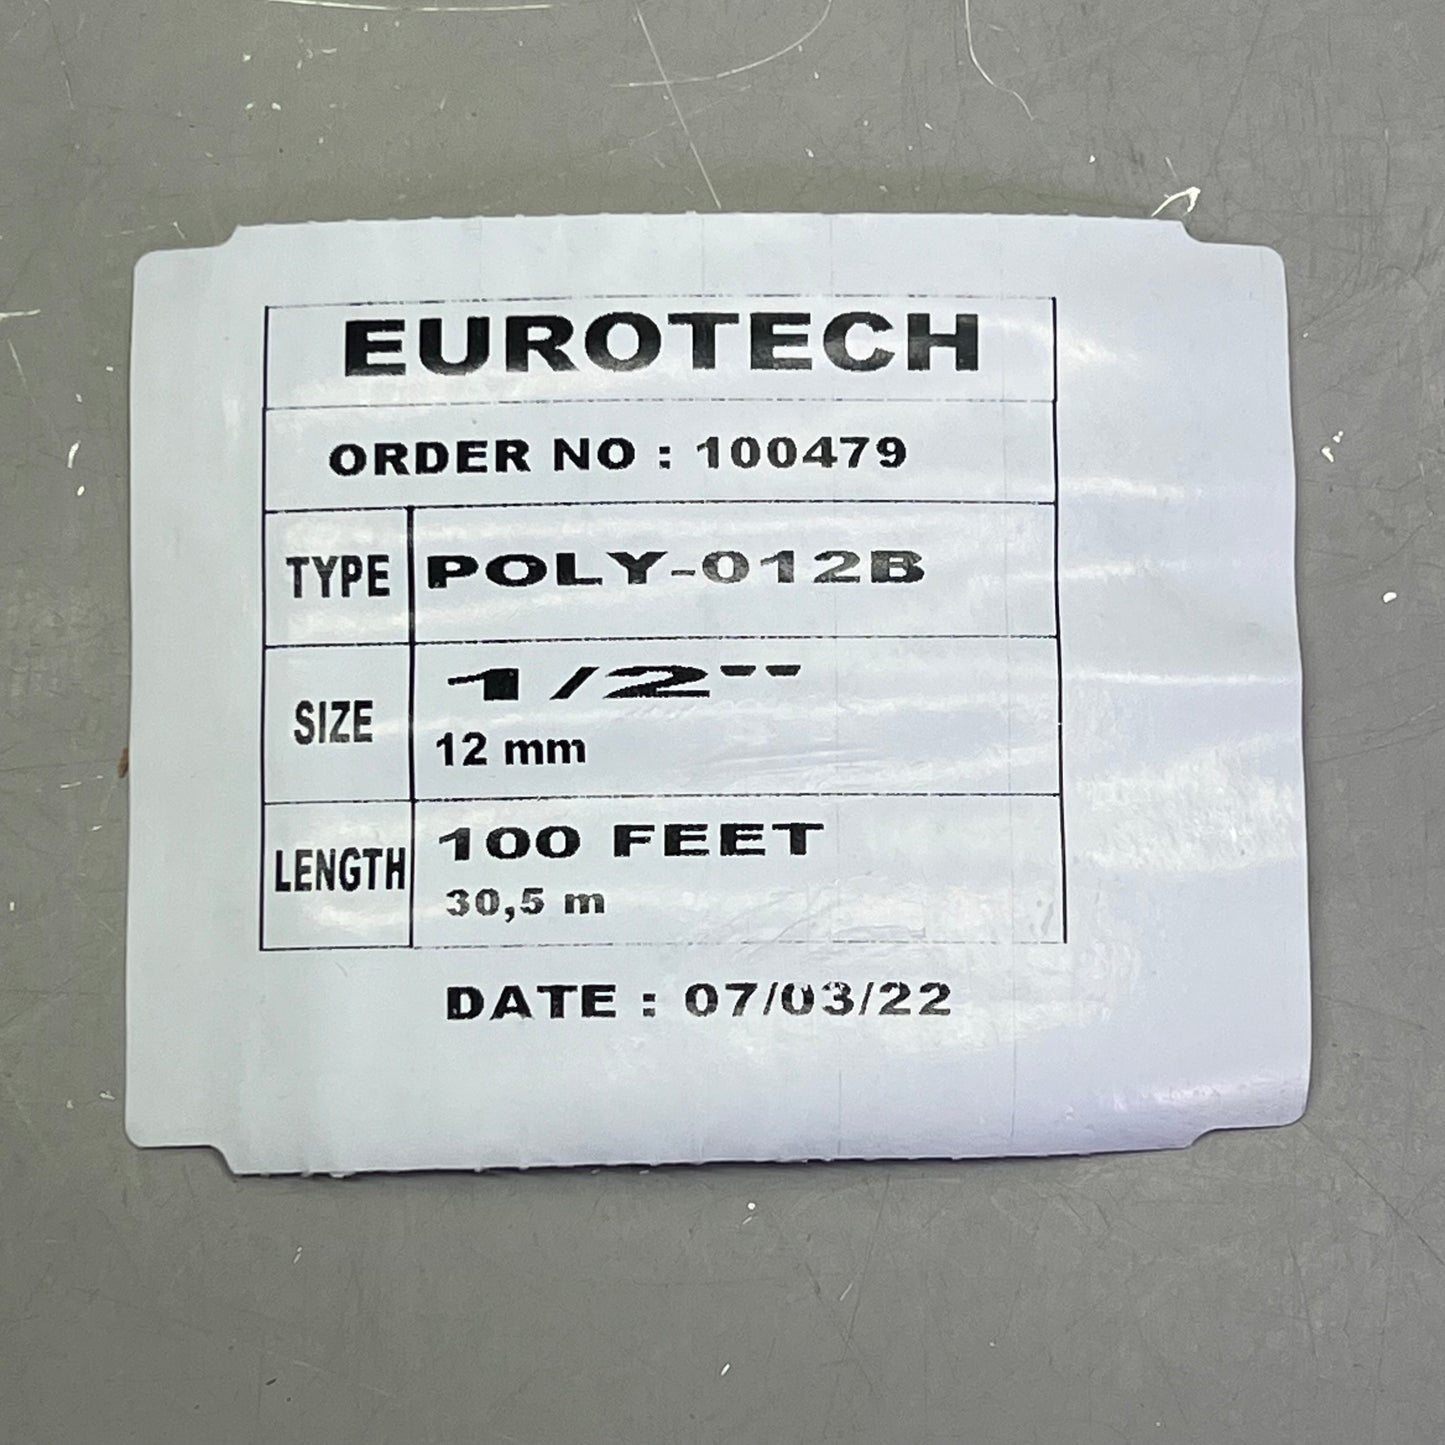 EUROTECH
ORDER NO : 100479
TYPE POLY-012B
SIZE 1/2"
12 mm
LENGTH 100 FEET
30,5 m
DATE : 07/03/22